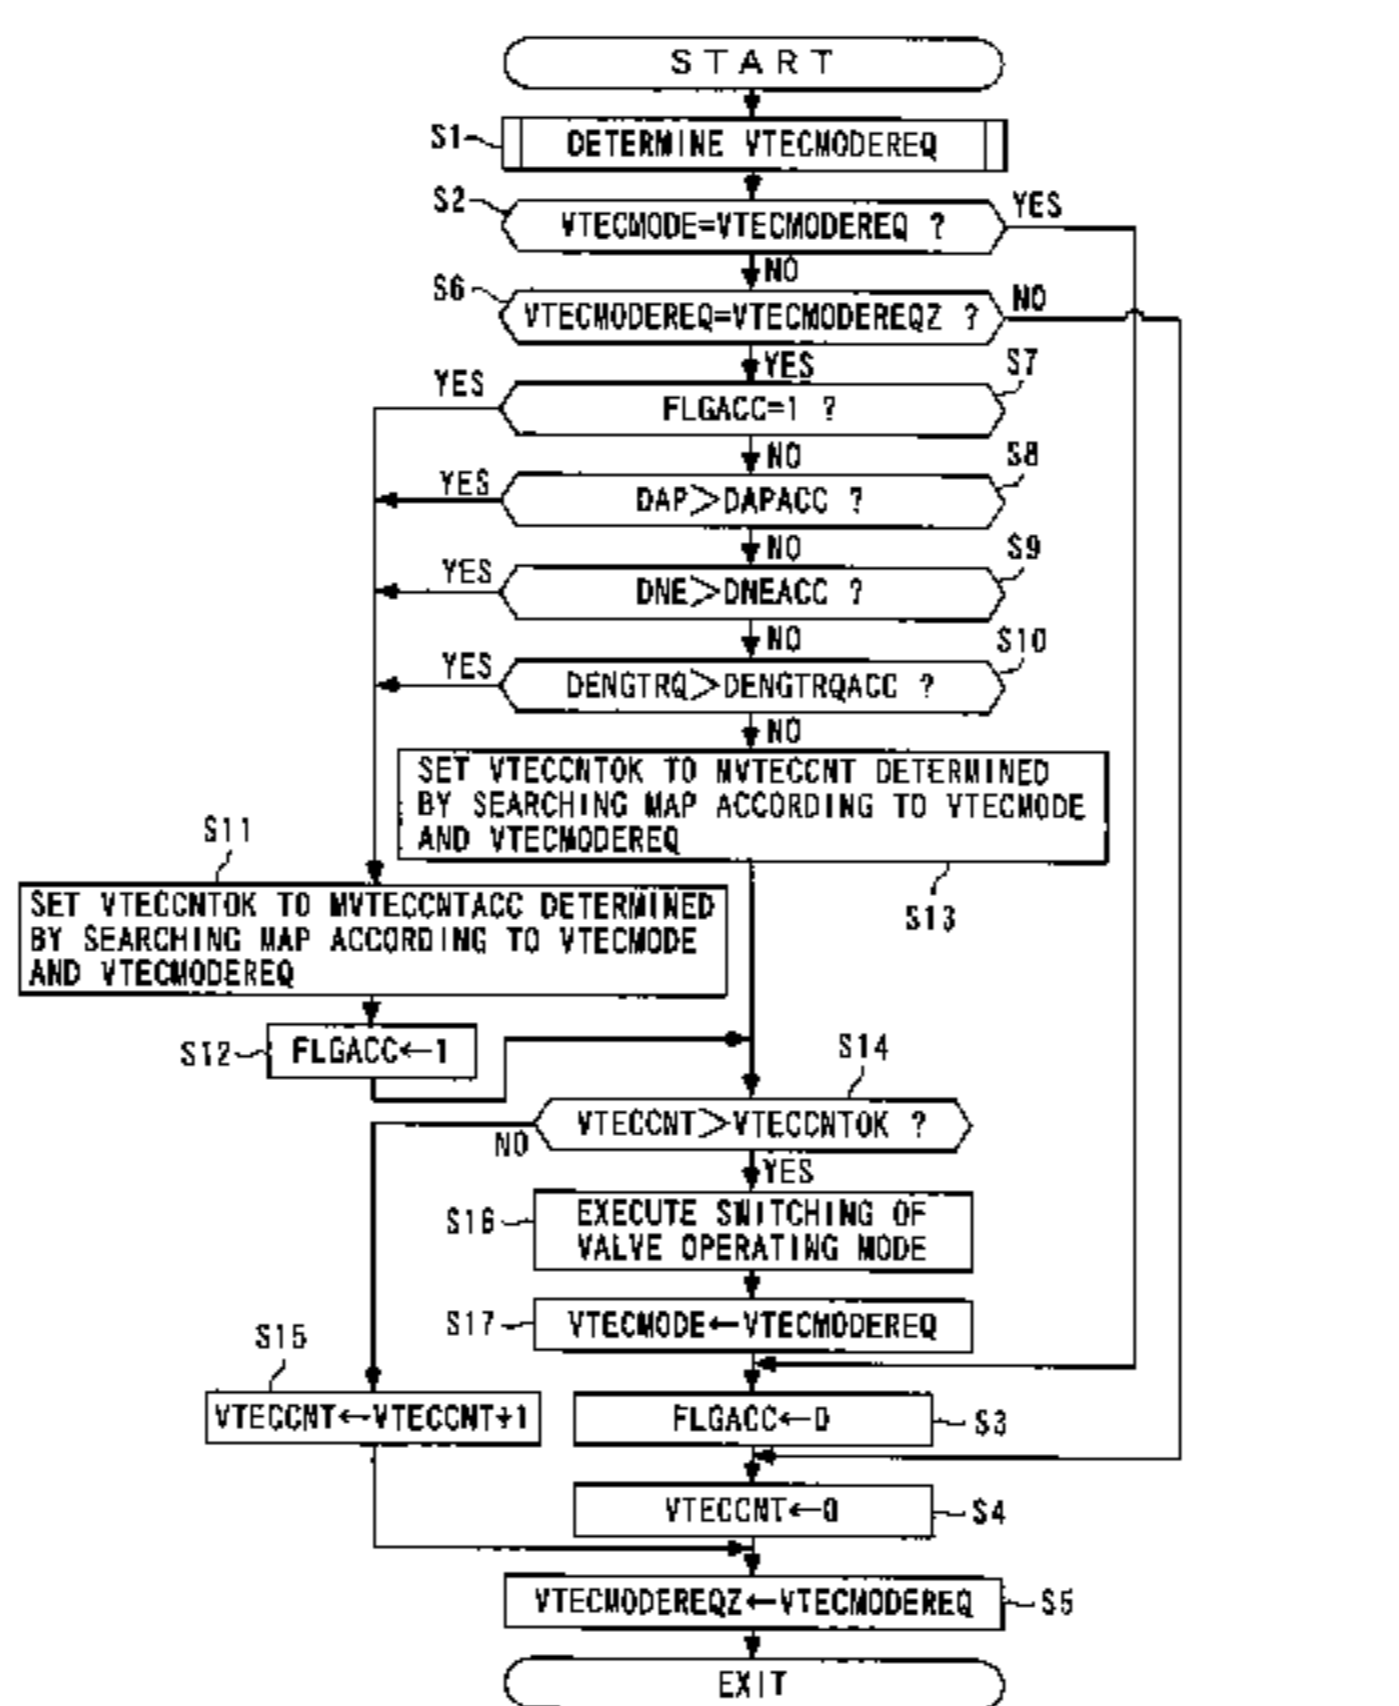 START
S1
DETERMINE VTECMODEREQ
S2
VTECMODE=VTECMODEREQ ?
YES
NO
S6
VTECMODEREQ=VTECMODEREQZ ?
NO
YES
S7
YES
FLGACC=1 ?
NO
S8
YES
DAP>DAPACC ?
NO
S9
YES
DNE>DNEACC ?
NO
S10
YES
DENGTRQ>DENGTRQACC ?
NO
SET VTECCNTOK TO MVTECCNT DETERMINED
BY SEARCHING MAP ACCORDING TO VTECMODE
AND VTECMODEREQ
S13
S11
SET VTECCNTOK TO MVTECCNTACC DETERMINED
BY SEARCHING MAP ACCORDING TO VTECMODE
AND VTECMODEREQ
S12
FLGACC←1
S14
VTECCNT>VTECCNTOK ?
NO
YES
S16
EXECUTE SWITCHING OF
VALVE OPERATING MODE
S17
VTECMODE←VTECMODEREQ
S15
VTECCNT←VTECCNT+1
FLGACC←0
S3
VTECCNT←0
S4
VTECMODEREQZ←VTECMODEREQ
S5
EXIT